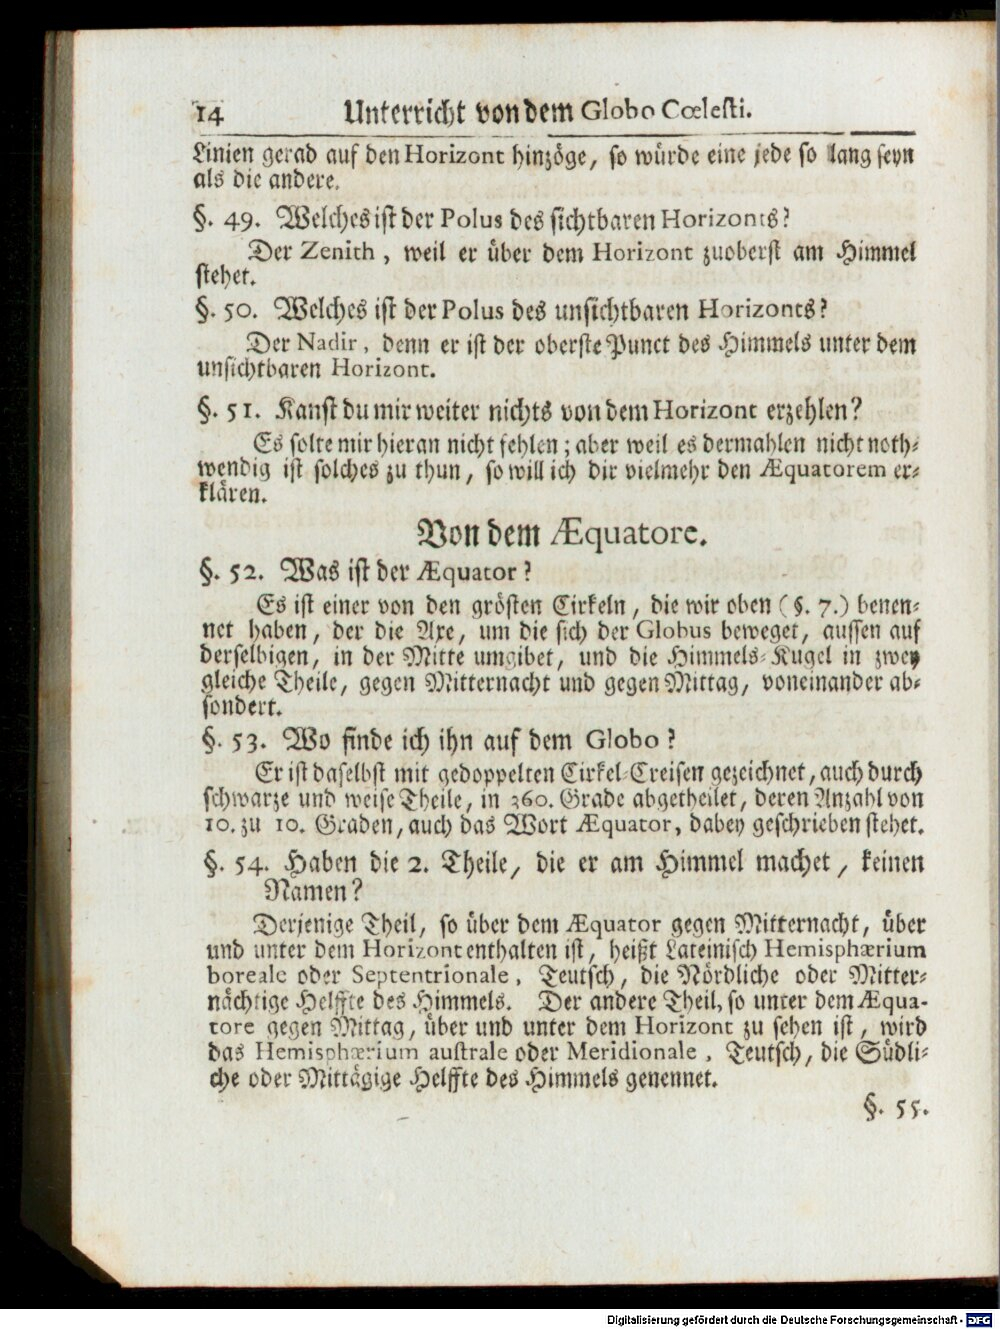 14 Unterricht von dem Globo Cœlesti.
Linien gerad auf den Horizont hinzöge, so würde eine jede so lang seyn
als die andere.
§. 49. Welches ist der Polus des sichtbaren Horizonts?
Der Zenith, weil er über dem Horizont zuoberst am Himmel
stehet.
§. 50. Welches ist der Polus des unsichtbaren Horizonts?
Der Nadir, denn er ist der oberste Punct des Himmels unter dem
unsichtbaren Horizont.
§. 51. Kanst du mir weiter nichts von dem Horizont erzehlen?
Es solte mir hieran nicht fehlen; aber weil es dermahlen nicht noth-
wendig ist solches zu thun, so will ich dir vielmehr den Æquatorem er-
klären.
Von dem Æquatore.
§. 52. Was ist der Æquator?
Es ist einer von den grösten Cirkeln, die wir oben (§. 7.) benen-
net haben, der die Axe, um die sich der Globus beweget, aussen auf
derselbigen, in der Mitte umgibet, und die Himmels-Kugel in zwey
gleiche Theile, gegen Mitternacht und gegen Mittag, voneinander ab-
sondert.
§. 53. Wo finde ich ihn auf dem Globo?
Er ist daselbst mit gedoppelten Cirkel-Creisen gezeichnet, auch durch
schwarze und weise Theile, in 360. Grade abgetheilet, deren Anzahl von
10. zu 10. Graden, auch das Wort Æquator, dabey geschrieben stehet.
§. 54. Haben die 2. Theile, die er am Himmel machet, keinen
Namen?
Derjenige Theil, so über dem Æquator gegen Mitternacht, über
und unter dem Horizont enthalten ist, heißt Lateinisch Hemisphærium
boreale oder Septentrionale, Teutsch, die Nördliche oder Mitter-
nächtige Helffte des Himmels. Der andere Theil, so unter dem Æqua-
tore gegen Mittag, über und unter dem Horizont zu sehen ist, wird
das Hemisphærium australe oder Meridionale, Teutsch, die Südli-
che oder Mittägige Helffte des Himmels genennet.
§. 55.
Digitalisierung gefördert durch die Deutsche Forschungsgemeinschaft - DFG